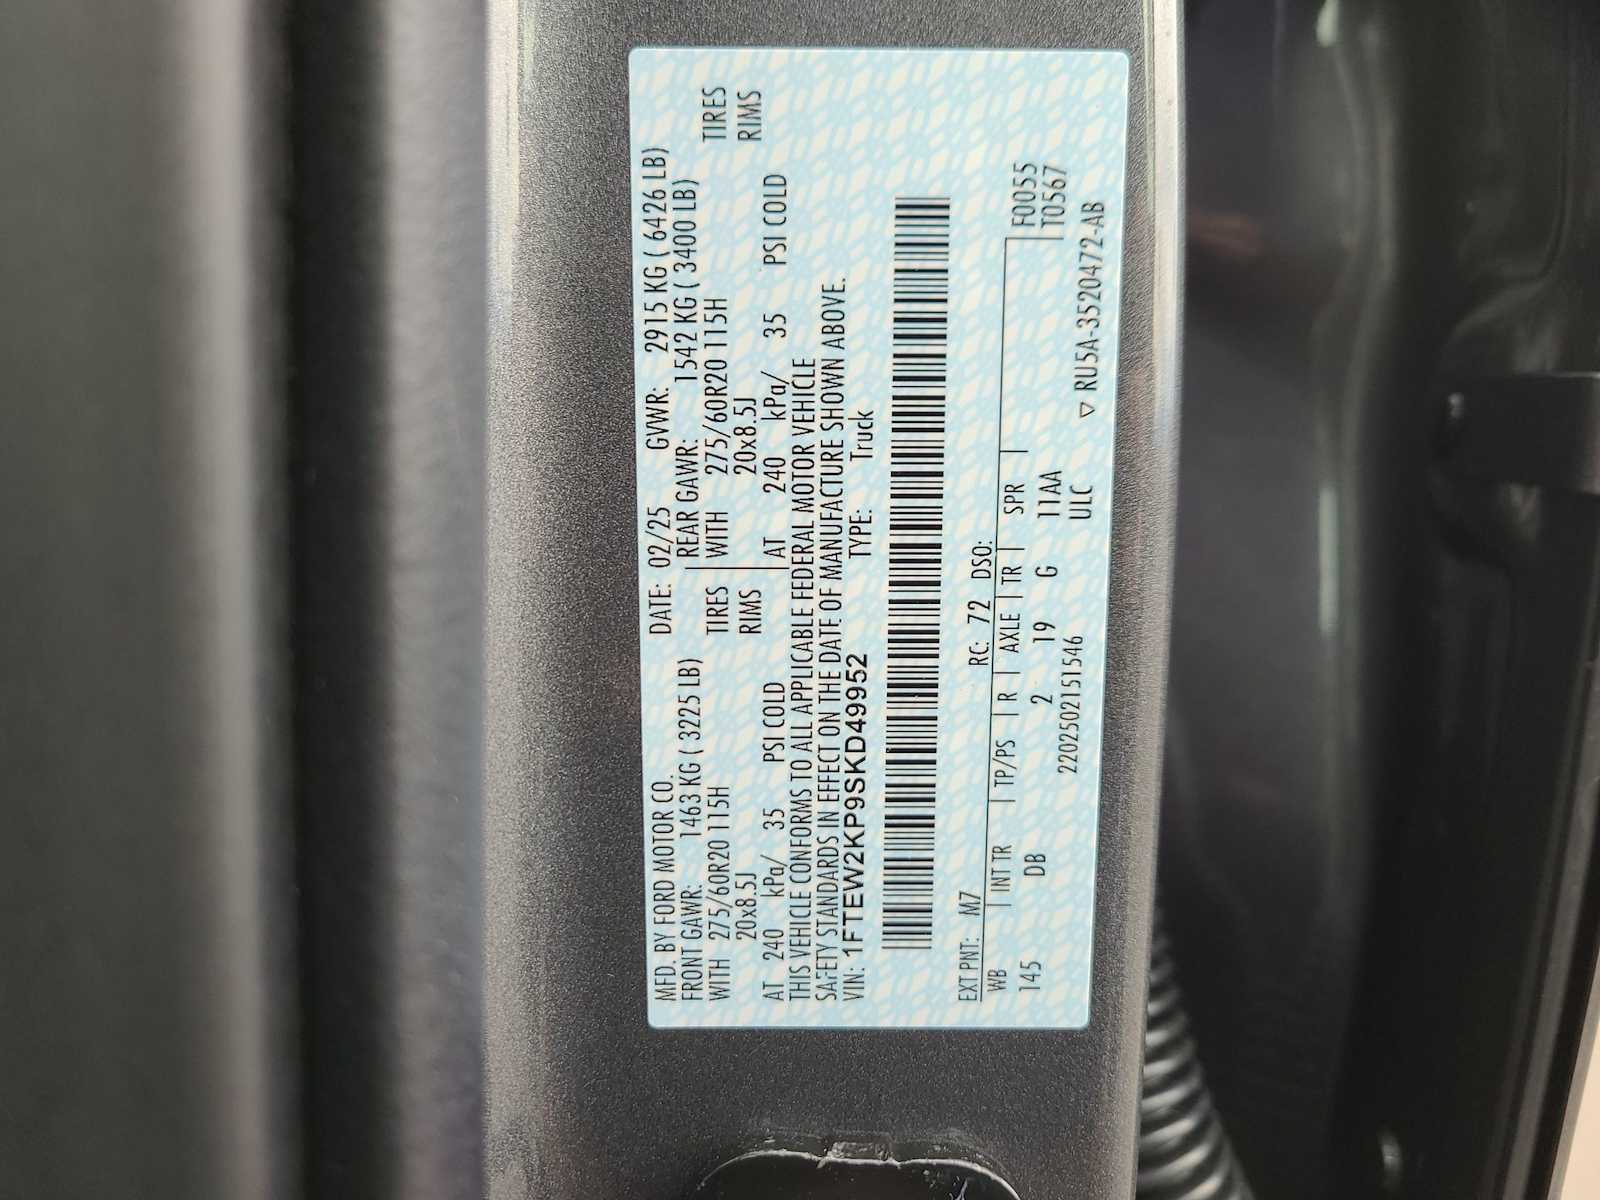 MFD. BY FORD MOTOR CO. DATE: 02/25 GVWR: 2915 KG ( 6426 LB)
FRONT GAWR: 1463 KG ( 3225 LB) REAR GAWR: 1542 KG ( 3400 LB)
WITH 275/60R20 115H TIRES WITH 275/60R20 115H TIRES
20x8.5J RIMS 20x8.5J RIMS
AT 240 kPa/ 35 PSI COLD AT 240 kPa/ 35 PSI COLD
THIS VEHICLE CONFORMS TO ALL APPLICABLE FEDERAL MOTOR VEHICLE
SAFETY STANDARDS IN EFFECT ON THE DATE OF MANUFACTURE SHOWN ABOVE.
VIN: 1FTEW2KP9SKD49952 TYPE: Truck
EXT PNT: M7 RC: 72 DSO:
WB INT TR TP/PS R AXLE TR SPR F0055
145 DB 2 19 G 11AA T0567
220250215154​6 ULC ▽ RU5A-3520472-AB